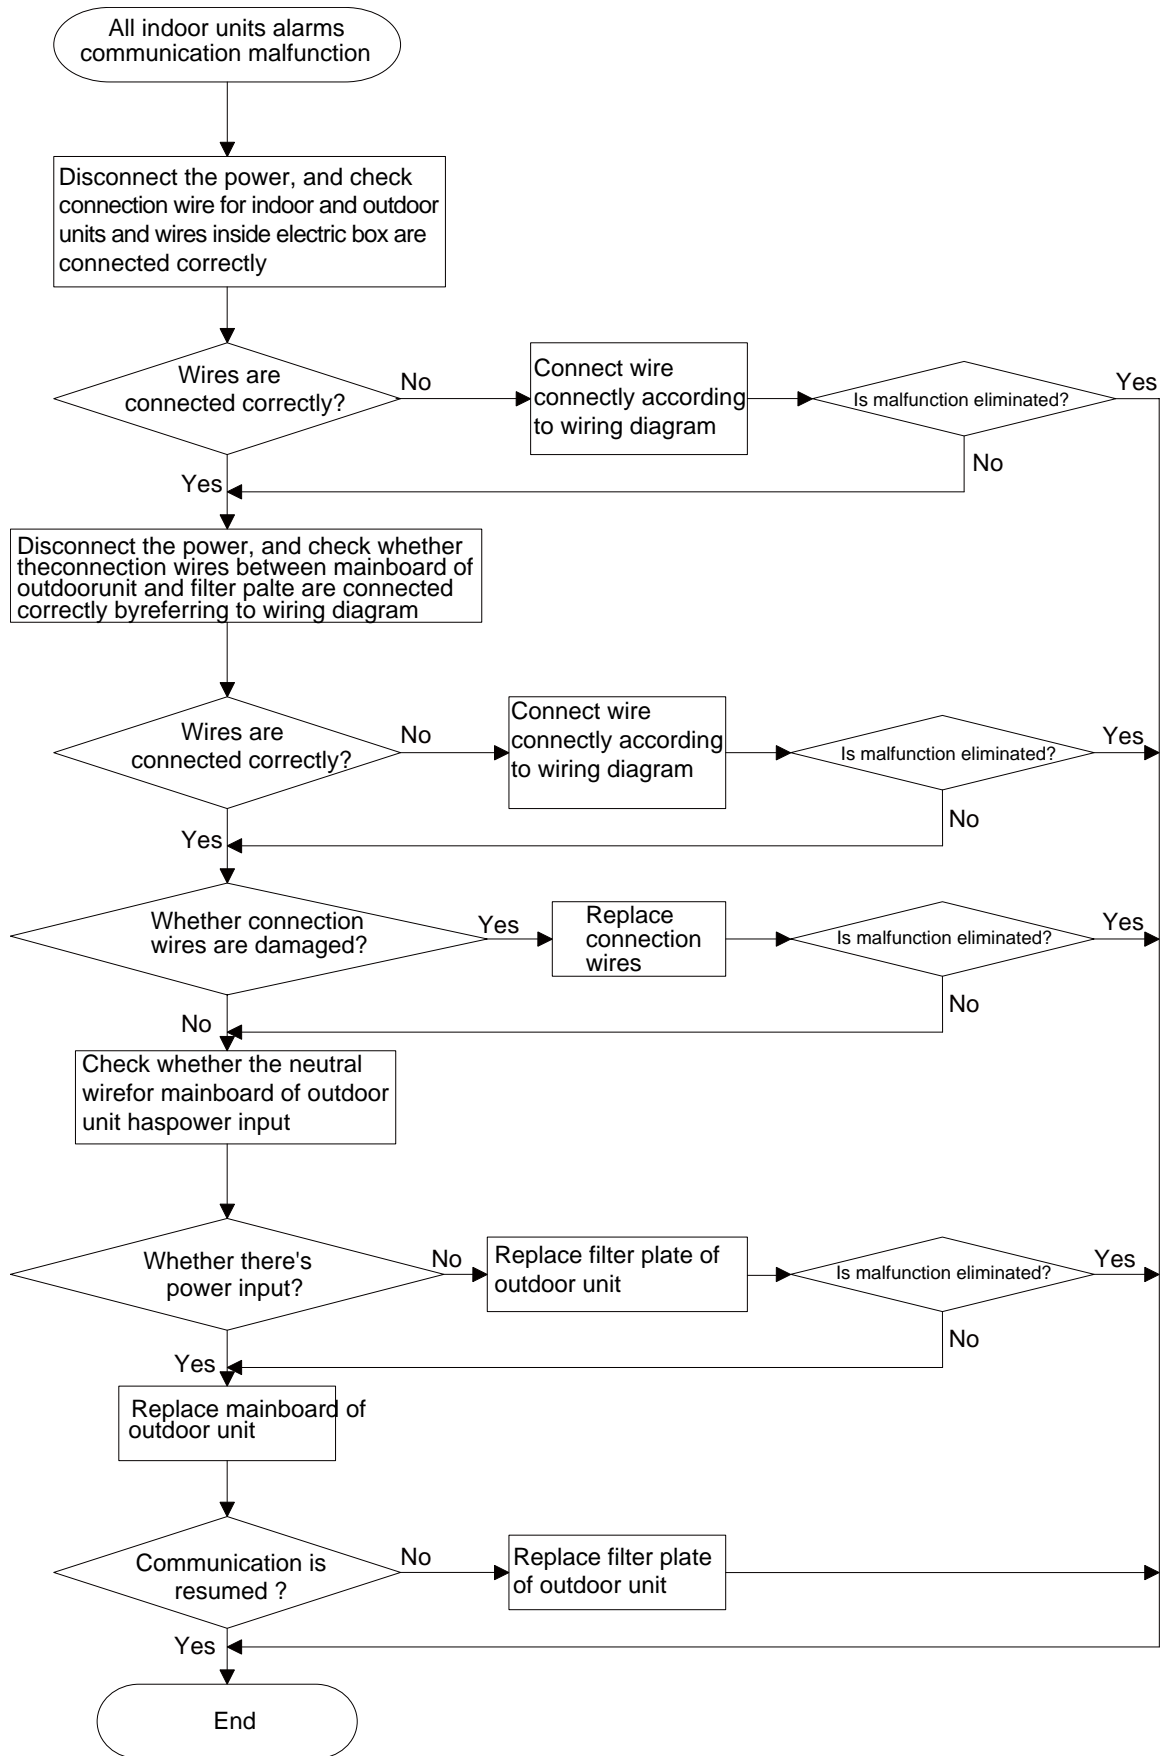 All indoor units alarms
communication malfunction
Disconnect the power, and check
connection wire for indoor and outdoor
units and wires inside electric box are
connected correctly
Wires are
connected correctly?
No
Connect wire
connectly according
to wiring diagram
Is malfunction eliminated?
Yes
No
Yes
Disconnect the power, and check whether
theconnection wires between mainboard of
outdoorunit and filter palte are connected
correctly byreferring to wiring diagram
Wires are
connected correctly?
No
Connect wire
connectly according
to wiring diagram
Is malfunction eliminated?
Yes
No
Yes
Whether connection
wires are damaged?
Yes
Replace
connection
wires
Is malfunction eliminated?
Yes
No
No
Check whether the neutral
wirefor mainboard of outdoor
unit haspower input
Whether there's
power input?
No
Replace filter plate of
outdoor unit
Is malfunction eliminated?
Yes
No
Yes
Replace mainboard of
outdoor unit
Communication is
resumed ?
No
Replace filter plate
of outdoor unit
Yes
End